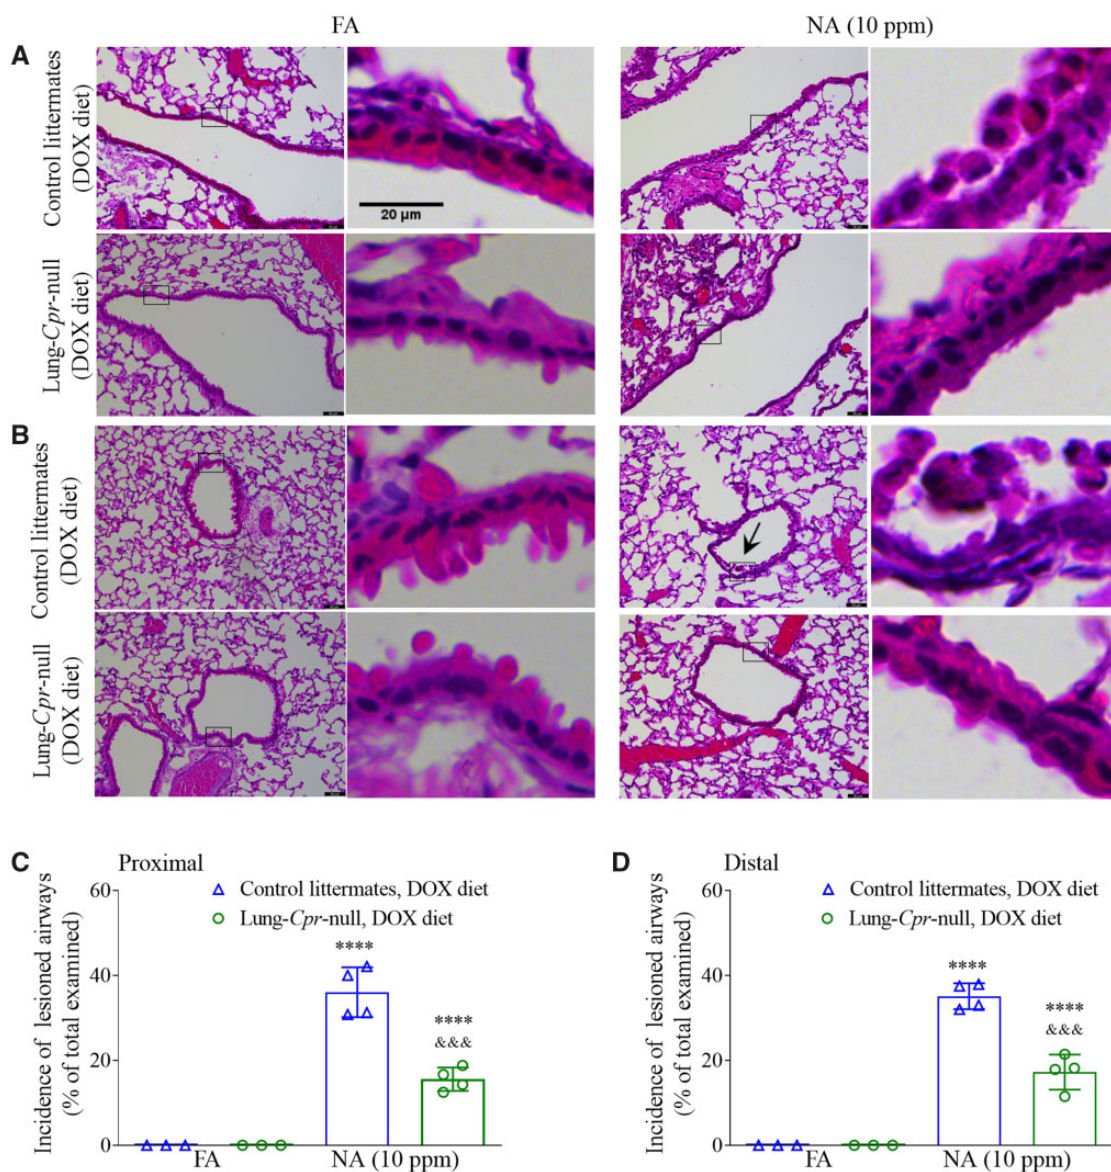 FA
NA (10 ppm)
A
Control littermates
(DOX diet)
20 µm
Lung-Cpr-null
(DOX diet)
B
Control littermates
(DOX diet)
Lung-Cpr-null
(DOX diet)
C
Proximal
Control littermates, DOX diet
Lung-Cpr-null, DOX diet
Incidence of lesioned airways
(% of total examined)
60
40
20
0
****
****
&&&
FA
NA (10 ppm)
D
Distal
Control littermates, DOX diet
Lung-Cpr-null, DOX diet
Incidence of lesioned airways
(% of total examined)
60
40
20
0
****
****
&&&
FA
NA (10 ppm)